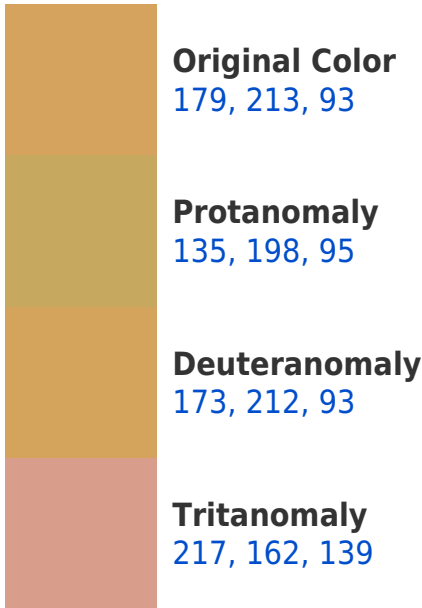 Original Color
179, 213, 93
Protanomaly
135, 198, 95
Deuteranomaly
173, 212, 93
Tritanomaly
217, 162, 139